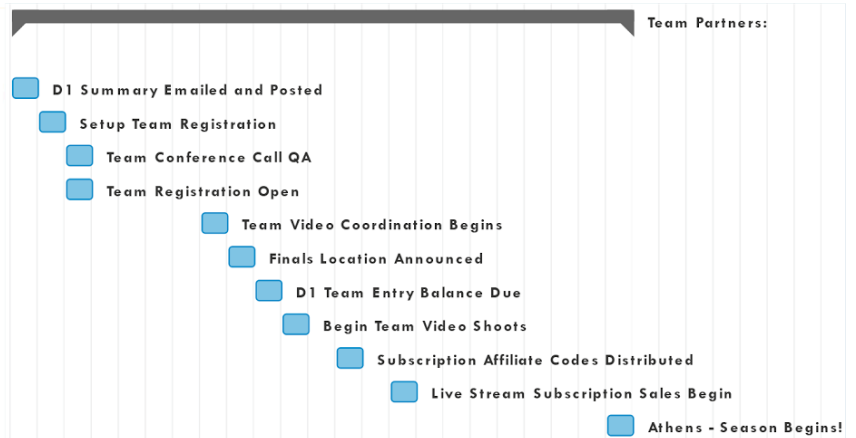 Team Partners:
D1 Summary Emailed and Posted
Setup Team Registration
Team Conference Call QA
Team Registration Open
Team Video Coordination Begins
Finals Location Announced
D1 Team Entry Balance Due
Begin Team Video Shoots
Subscription Affiliate Codes Distributed
Live Stream Subscription Sales Begin
Athens - Season Begins!